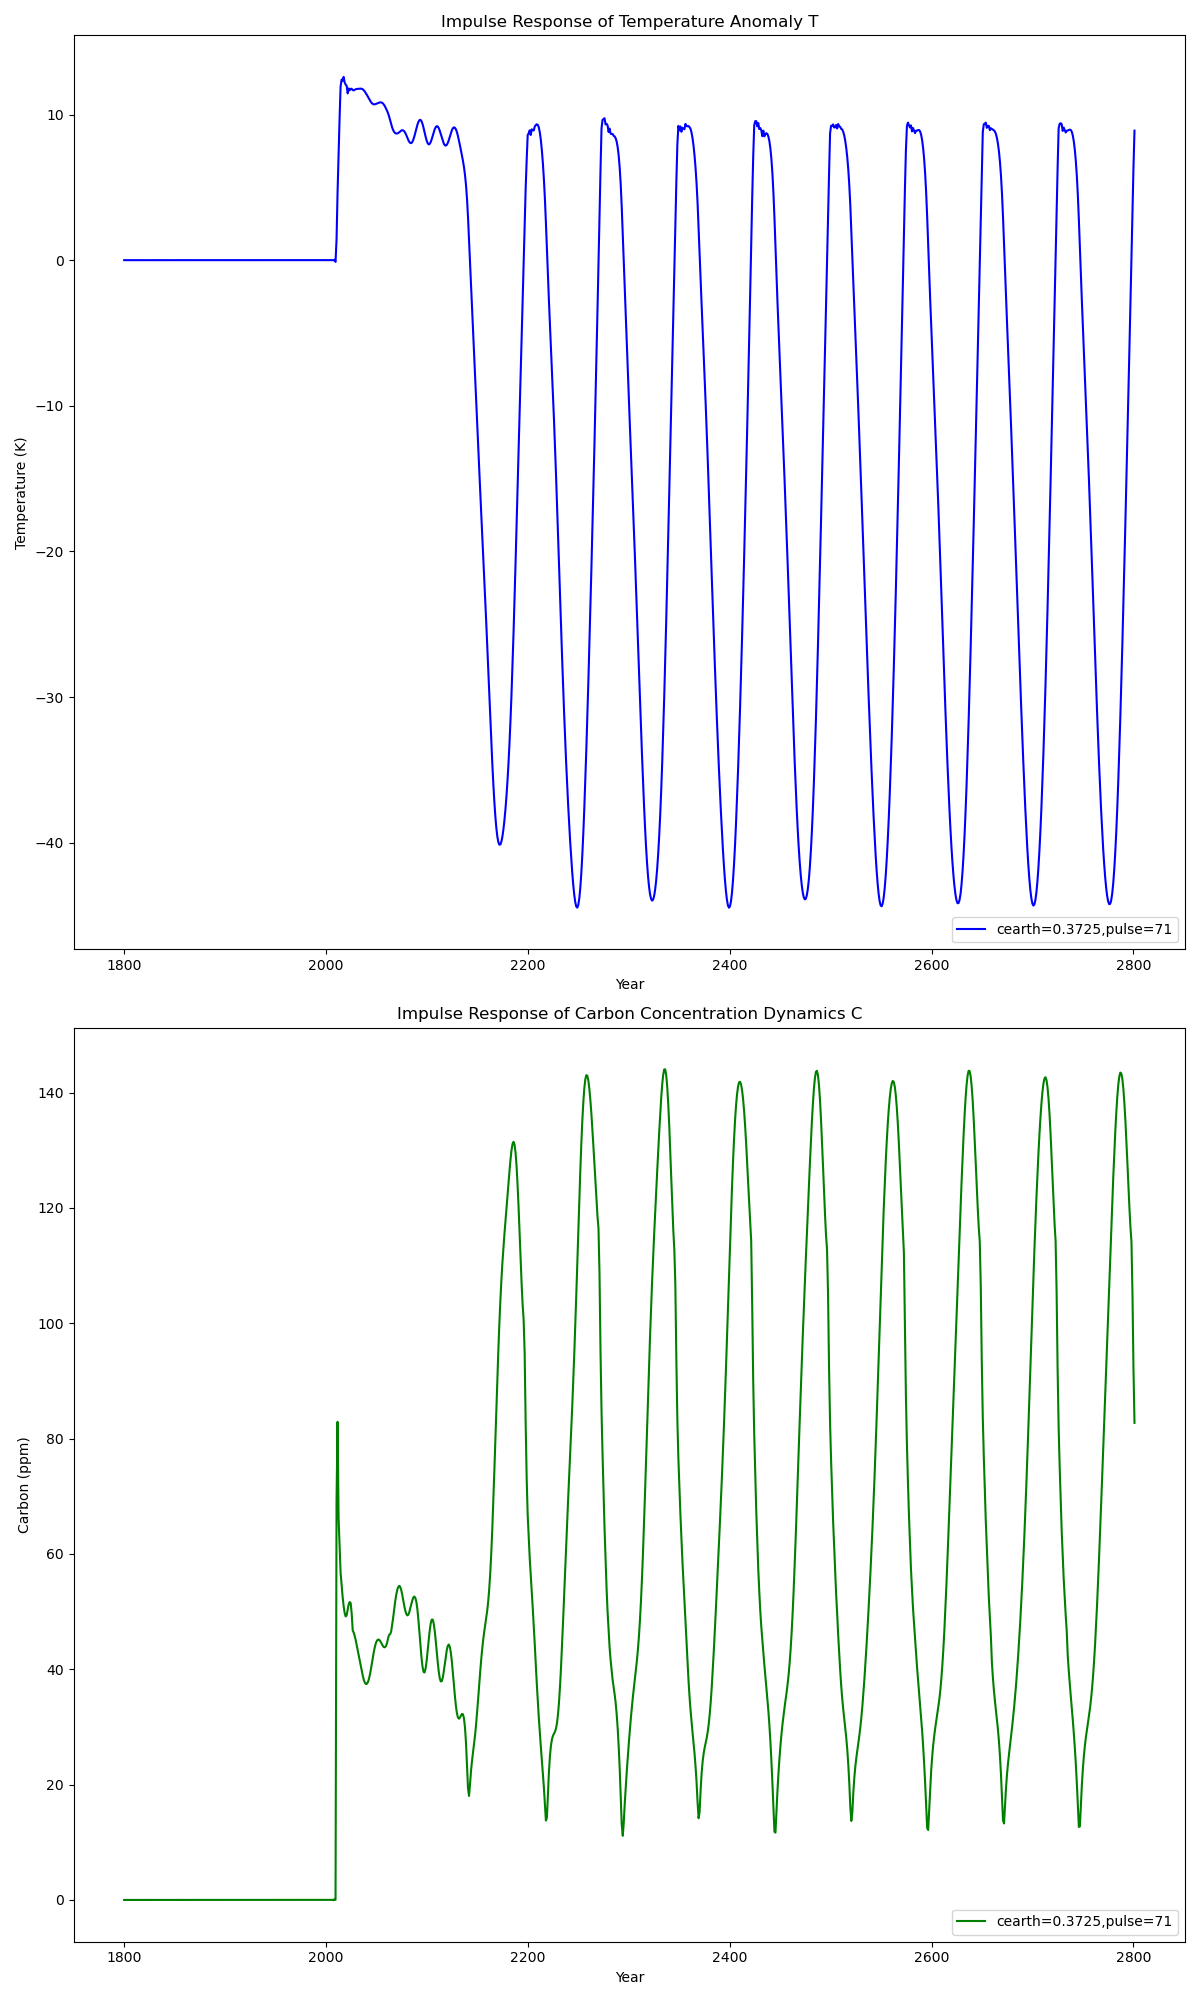 Impulse Response of Temperature Anomaly T
10
0
−10
−20
−30
−40
Temperature (K)
cearth=0.3725,pulse=71
1800 2000 2200 2400 2600 2800
Year
Impulse Response of Carbon Concentration Dynamics C
140
120
100
80
60
40
20
0
Carbon (ppm)
cearth=0.3725,pulse=71
1800 2000 2200 2400 2600 2800
Year